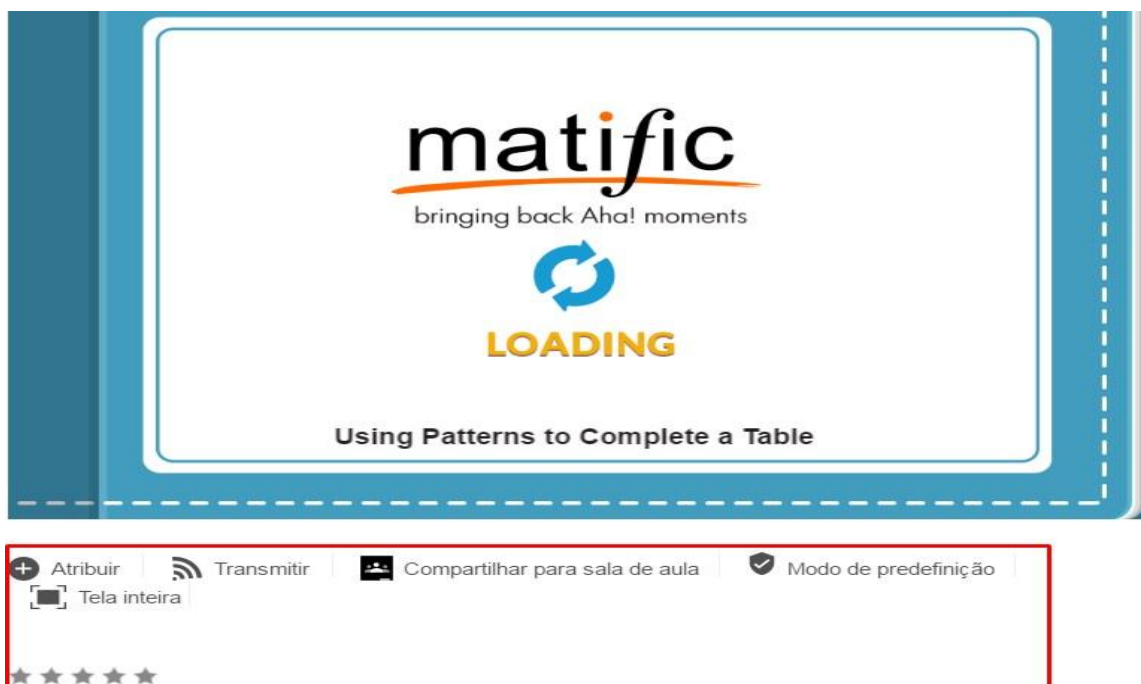 matific
bringing back Aha! moments
LOADING
Using Patterns to Complete a Table
Atribuir Transmitir Compartilhar para sala de aula Modo de predefinição
Tela inteira